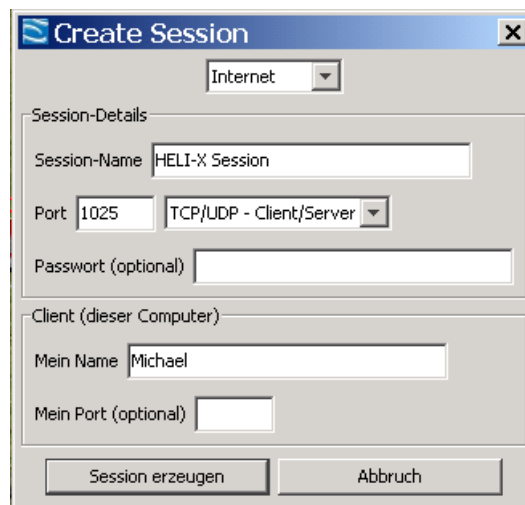 Create Session
Internet
Session-Details
Session-Name HELI-X Session
Port 1025 TCP/UDP - Client/Server
Passwort (optional)
Client (dieser Computer)
Mein Name Michael
Mein Port (optional)
Session erzeugen Abbruch